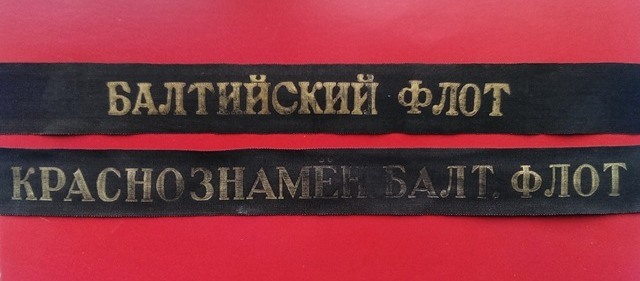 БАЛТИЙСКИЙ ФЛОТ
КРАСНОЗНАМЁН БАЛТ. ФЛОТ